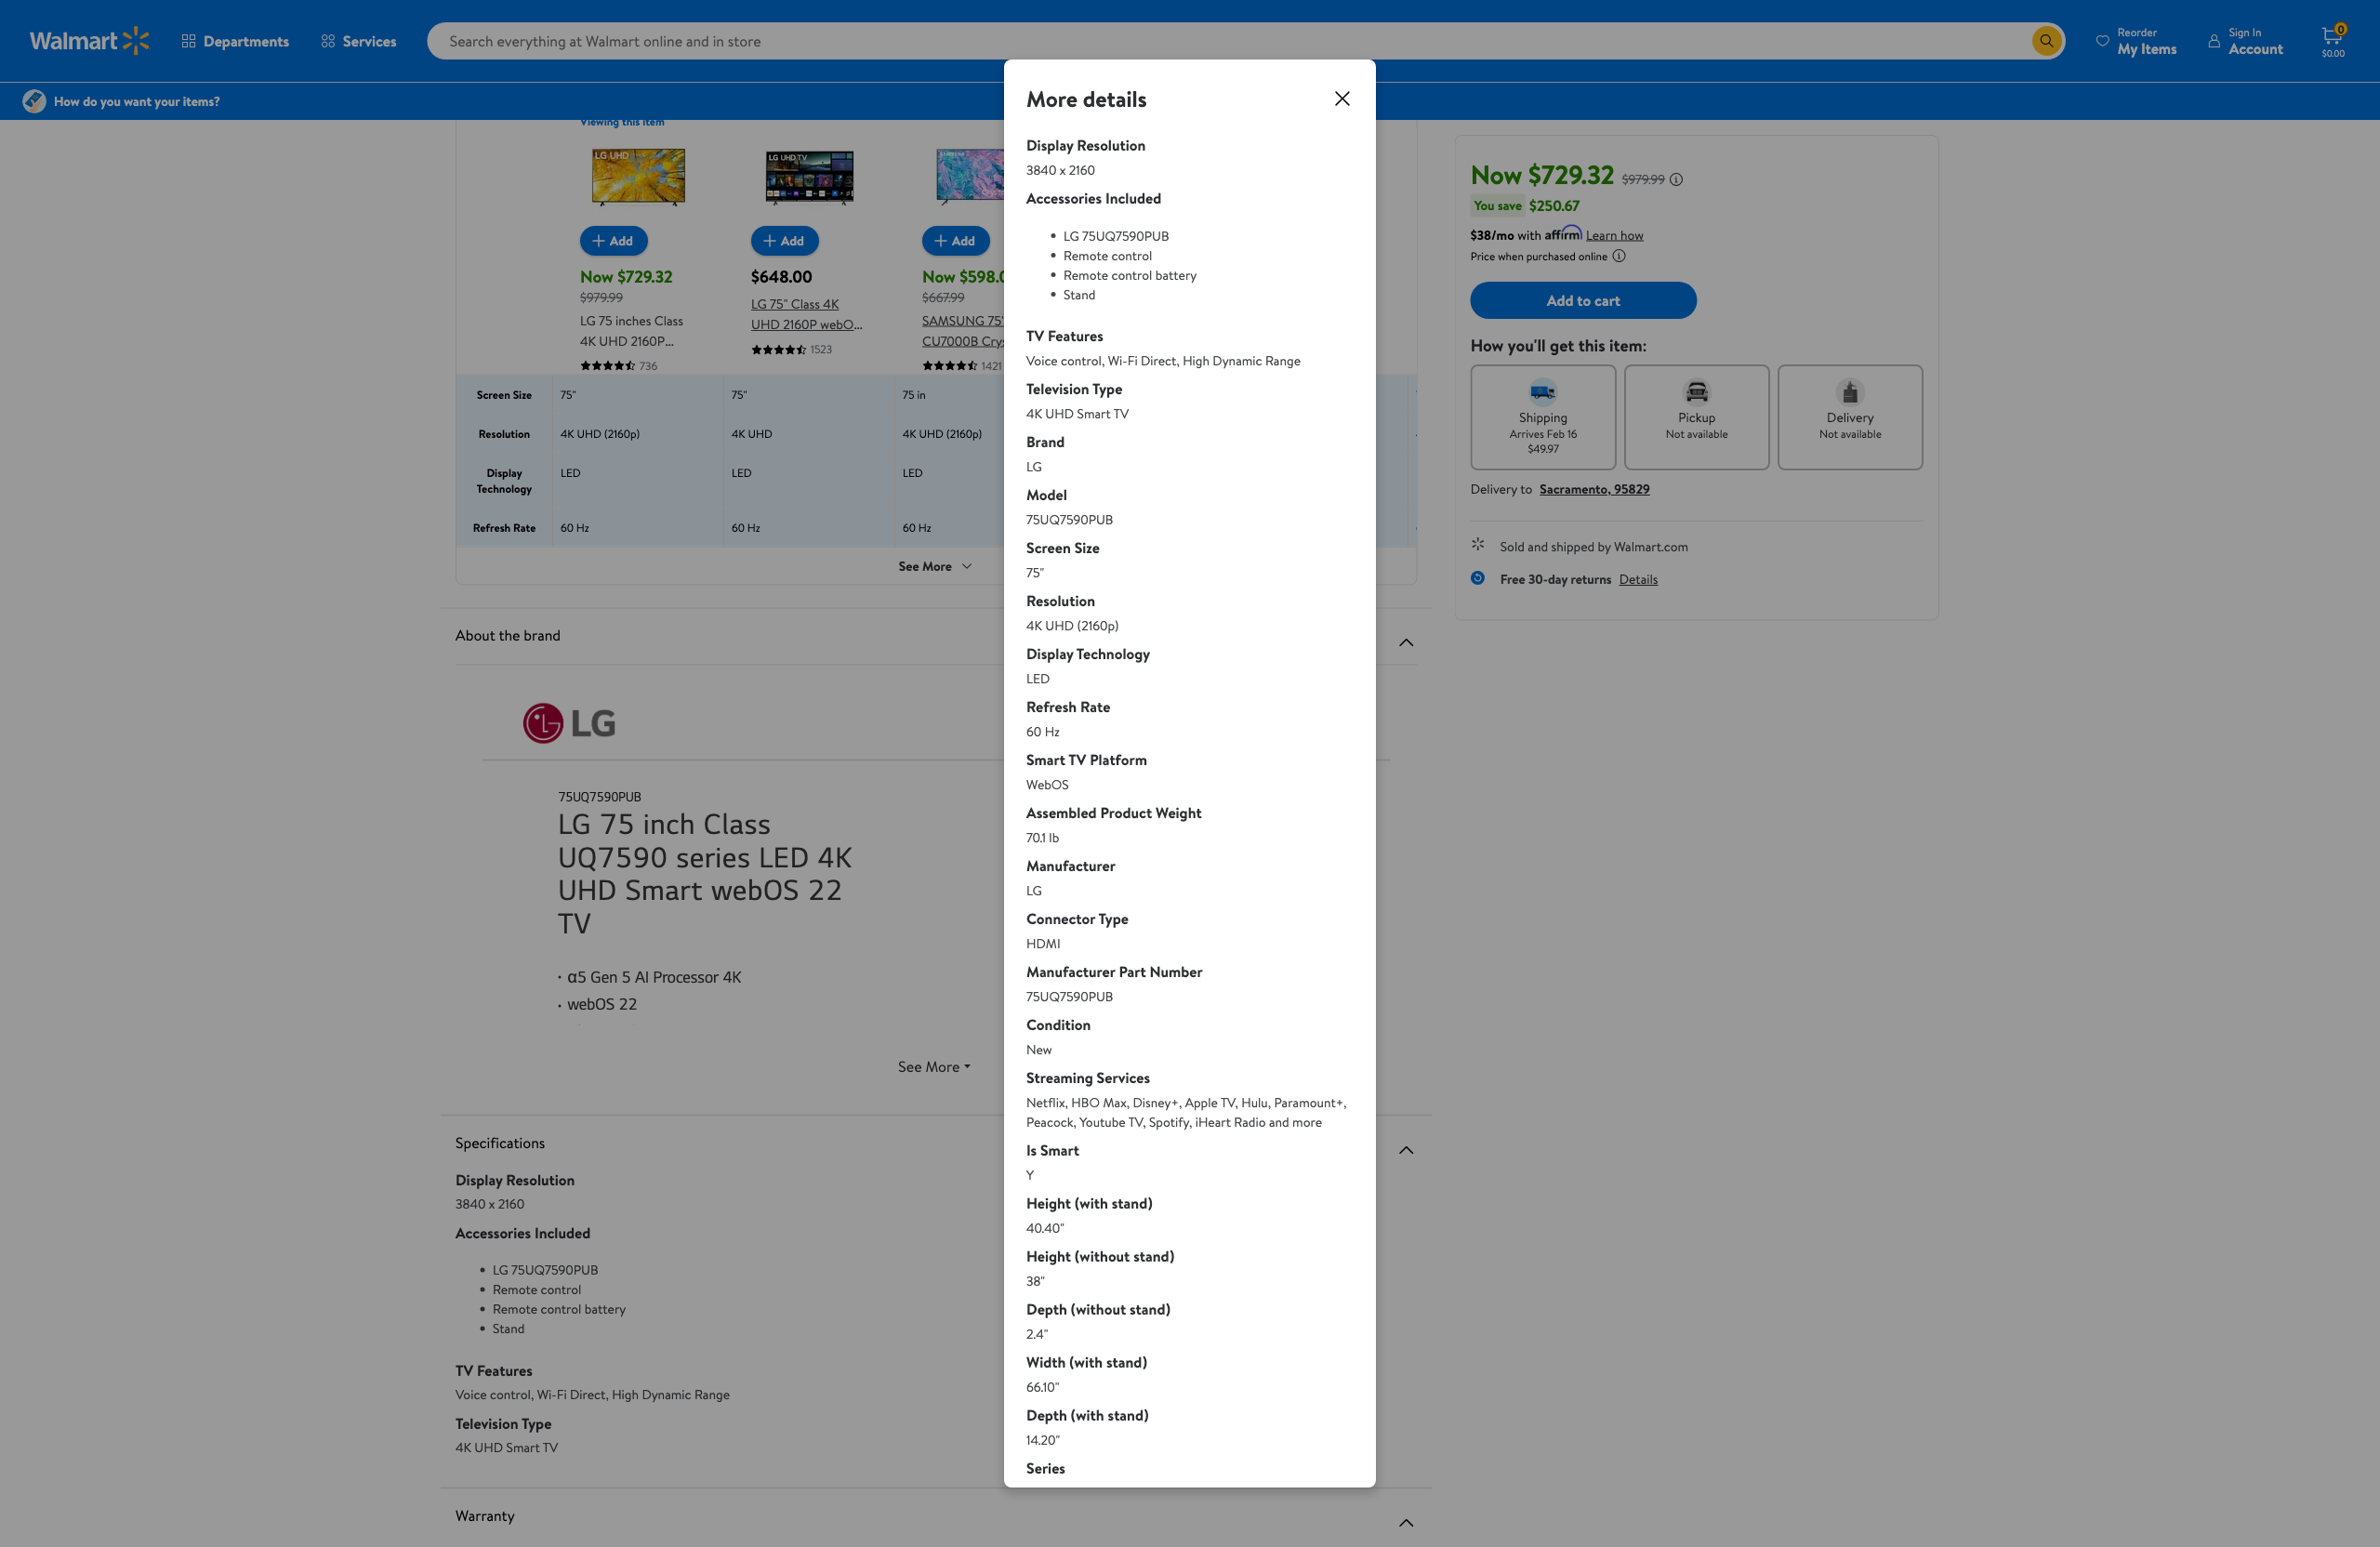 Walmart
Departments
Services
Search everything at Walmart online and in store
Reorder
My Items
Sign In
Account
0
$0.00
How do you want your items?
Viewing this item
LG UHD
LG UHD TV
Add
Add
Add
Now $729.32
$979.99
LG 75 inches Class
4K UHD 2160P...
736
$648.00
LG 75" Class 4K
UHD 2160P webO...
1523
Now $598.0
$667.99
SAMSUNG 75"
CU7000B Crys
1421
Screen Size
75"
75"
75 in
Resolution
4K UHD (2160p)
4K UHD
4K UHD (2160p)
Display
Technology
LED
LED
LED
Refresh Rate
60 Hz
60 Hz
60 Hz
See More
About the brand
LG
75UQ7590PUB
LG 75 inch Class
UQ7590 series LED 4K
UHD Smart webOS 22
TV
· α5 Gen 5 AI Processor 4K
· webOS 22
See More
Specifications
Display Resolution
3840 x 2160
Accessories Included
• LG 75UQ7590PUB
• Remote control
• Remote control battery
• Stand
TV Features
Voice control, Wi-Fi Direct, High Dynamic Range
Television Type
4K UHD Smart TV
Warranty
More details
Display Resolution
3840 x 2160
Accessories Included
• LG 75UQ7590PUB
• Remote control
• Remote control battery
• Stand
TV Features
Voice control, Wi-Fi Direct, High Dynamic Range
Television Type
4K UHD Smart TV
Brand
LG
Model
75UQ7590PUB
Screen Size
75"
Resolution
4K UHD (2160p)
Display Technology
LED
Refresh Rate
60 Hz
Smart TV Platform
WebOS
Assembled Product Weight
70.1 lb
Manufacturer
LG
Connector Type
HDMI
Manufacturer Part Number
75UQ7590PUB
Condition
New
Streaming Services
Netflix, HBO Max, Disney+, Apple TV, Hulu, Paramount+,
Peacock, Youtube TV, Spotify, iHeart Radio and more
Is Smart
Y
Height (with stand)
40.40"
Height (without stand)
38"
Depth (without stand)
2.4"
Width (with stand)
66.10"
Depth (with stand)
14.20"
Series
Now $729.32 $979.99
You save $250.67
$38/mo with affirm Learn how
Price when purchased online
Add to cart
How you'll get this item:
Shipping
Arrives Feb 16
$49.97
Pickup
Not available
Delivery
Not available
Delivery to Sacramento, 95829
Sold and shipped by Walmart.com
Free 30-day returns Details